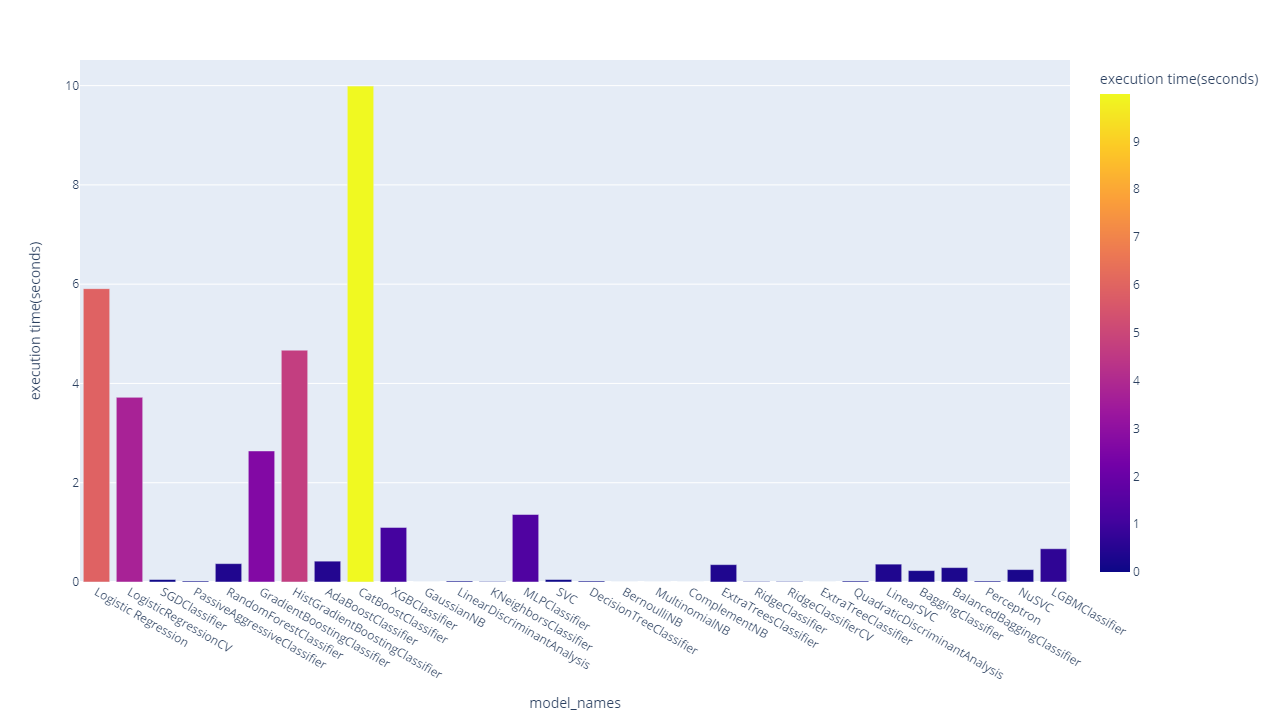 execution time(seconds)
10
8
6
4
2
0
execution time(seconds)
9
8
7
6
5
4
3
2
1
0
Logistic Regression
LogisticRegressionCV
SGDClassifier
PassiveAggressiveClassifier
RandomForestClassifier
GradientBoostingClassifier
HistGradientBoostingClassifier
AdaBoostClassifier
CatBoostClassifier
XGBClassifier
GaussianNB
LinearDiscriminantAnalysis
KNeighborsClassifier
MLPClassifier
SVC
DecisionTreeClassifier
BernoulliNB
MultinomialNB
ComplementNB
ExtraTreesClassifier
RidgeClassifier
RidgeClassifierCV
ExtraTreeClassifier
QuadraticDiscriminantAnalysis
LinearSVC
BaggingClassifier
BalancedBaggingClassifier
Perceptron
NuSVC
LGBMClassifier
model_names